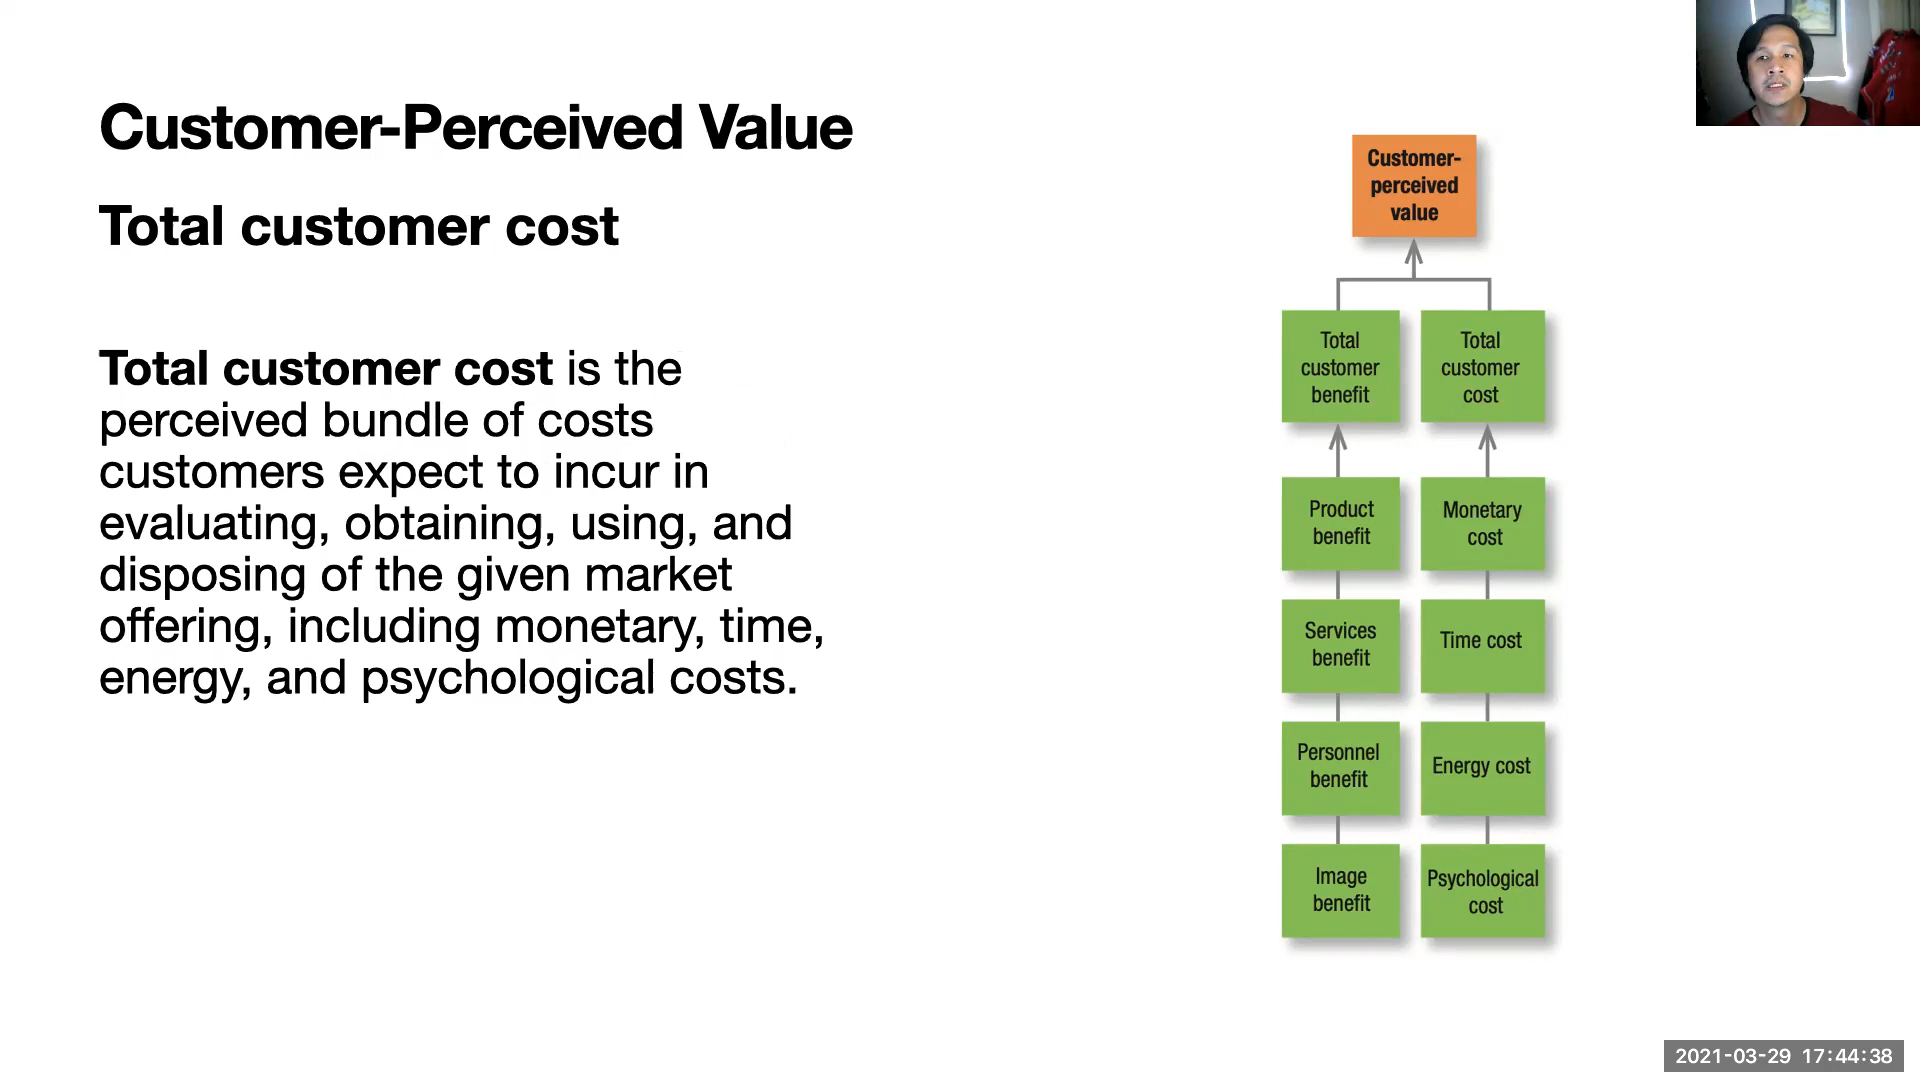 Customer-Perceived Value
Total customer cost
Total customer cost is the
perceived bundle of costs
customers expect to incur in
evaluating, obtaining, using, and
disposing of the given market
offering, including monetary, time,
energy, and psychological costs.
Customer-
perceived
value
Total
customer
benefit
Total
customer
cost
Product
benefit
Monetary
cost
Services
benefit
Time cost
Personnel
benefit
Energy cost
Image
benefit
Psychological
cost
2021-03-29 17:44:38